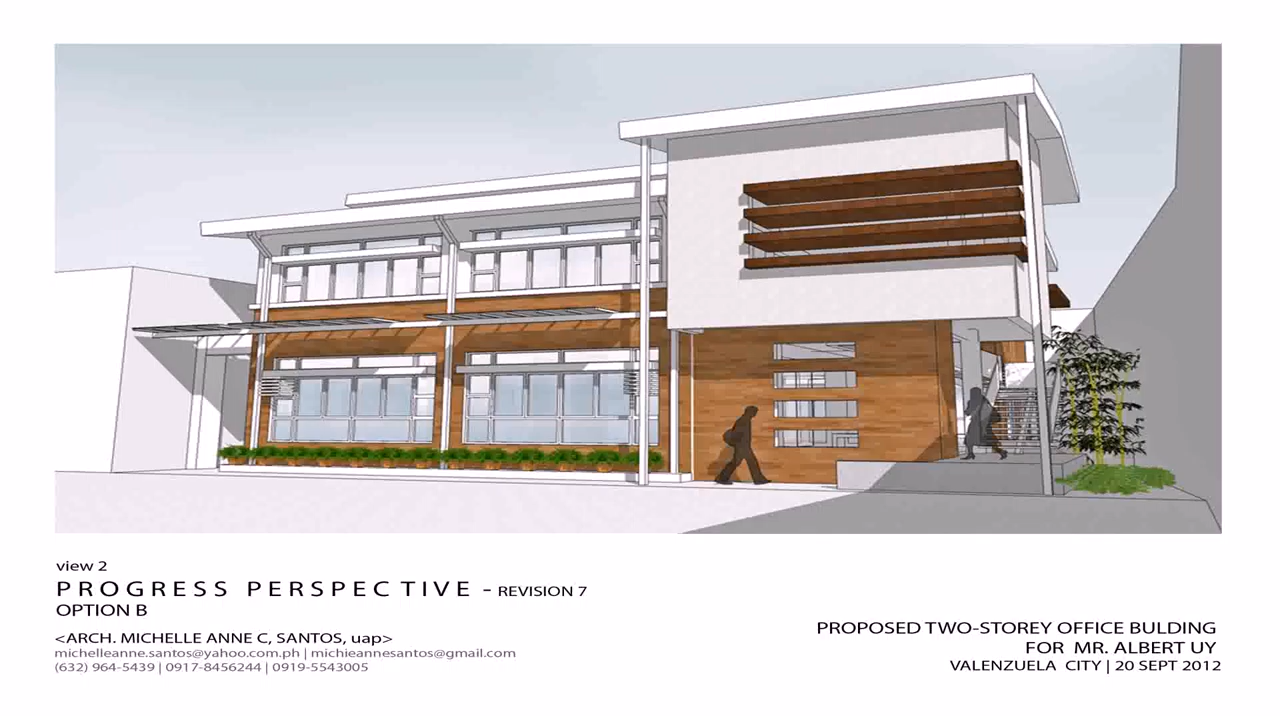 view 2
PROGRESS PERSPECTIVE - REVISION 7
OPTION B
<ARCH. MICHELLE ANNE C, SANTOS, uap>
michelleanne.santos@yahoo.com.ph | michieannesantos@gmail.com
(632) 964-5439 | 0917-8456244 | 0919-5543005
PROPOSED TWO-STOREY OFFICE BULDING
FOR MR. ALBERT UY
VALENZUELA CITY | 20 SEPT 2012